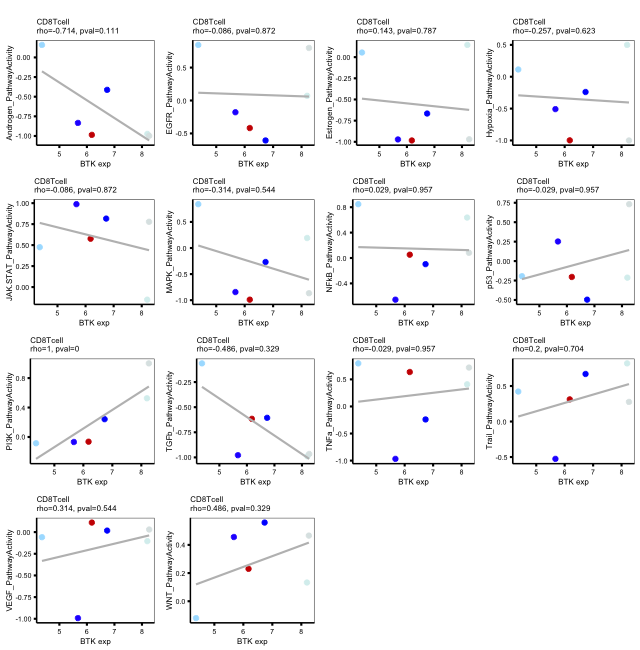 CD8Tcell
rho=-0.714, pval=0.111
Androgen_PathwayActivity
0.00
-0.25
-0.50
-0.75
-1.00
5 6 7 8
BTK exp
CD8Tcell
rho=-0.086, pval=0.872
EGFR_PathwayActivity
0.5
0.0
-0.5
5 6 7 8
BTK exp
CD8Tcell
rho=0.143, pval=0.787
Estrogen_PathwayActivity
0.00
-0.25
-0.50
-0.75
-1.00
5 6 7 8
BTK exp
CD8Tcell
rho=-0.257, pval=0.623
Hypoxia_PathwayActivity
0.5
0.0
-0.5
-1.0
5 6 7 8
BTK exp
CD8Tcell
rho=-0.086, pval=0.872
JAK.STAT_PathwayActivity
1.00
0.75
0.50
0.25
0.00
5 6 7 8
BTK exp
CD8Tcell
rho=-0.314, pval=0.544
MAPK_PathwayActivity
0.5
0.0
-0.5
-1.0
5 6 7 8
BTK exp
CD8Tcell
rho=0.029, pval=0.957
NFkB_PathwayActivity
0.8
0.4
0.0
-0.4
5 6 7 8
BTK exp
CD8Tcell
rho=-0.029, pval=0.957
p53_PathwayActivity
0.75
0.50
0.25
0.00
-0.25
-0.50
5 6 7 8
BTK exp
CD8Tcell
rho=1, pval=0
PI3K_PathwayActivity
0.8
0.4
0.0
5 6 7 8
BTK exp
CD8Tcell
rho=-0.486, pval=0.329
TGFb_PathwayActivity
-0.25
-0.50
-0.75
-1.00
5 6 7 8
BTK exp
CD8Tcell
rho=-0.029, pval=0.957
TNFa_PathwayActivity
0.5
0.0
-0.5
-1.0
5 6 7 8
BTK exp
CD8Tcell
rho=0.2, pval=0.704
Trail_PathwayActivity
0.5
0.0
-0.5
5 6 7 8
BTK exp
CD8Tcell
rho=0.314, pval=0.544
VEGF_PathwayActivity
0.00
-0.25
-0.50
-0.75
-1.00
5 6 7 8
BTK exp
CD8Tcell
rho=0.486, pval=0.329
WNT_PathwayActivity
0.4
0.2
0.0
5 6 7 8
BTK exp